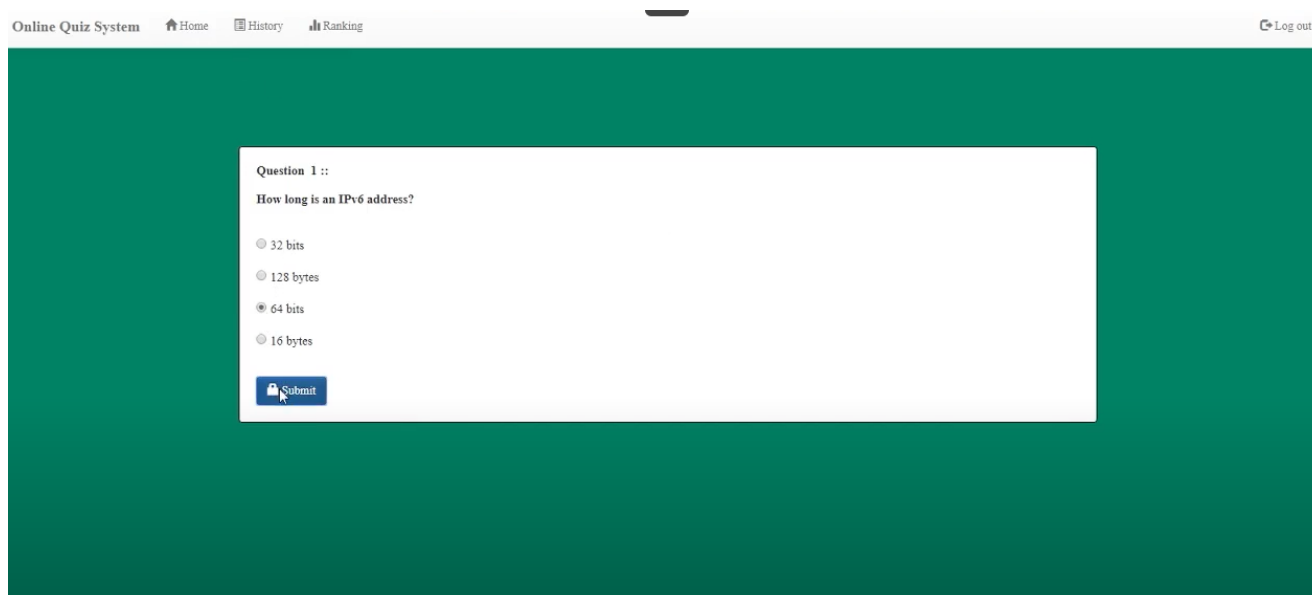 Online Quiz System Home History Ranking Log out
Question 1 ::
How long is an IPv6 address?
32 bits
128 bytes
64 bits
16 bytes
Submit